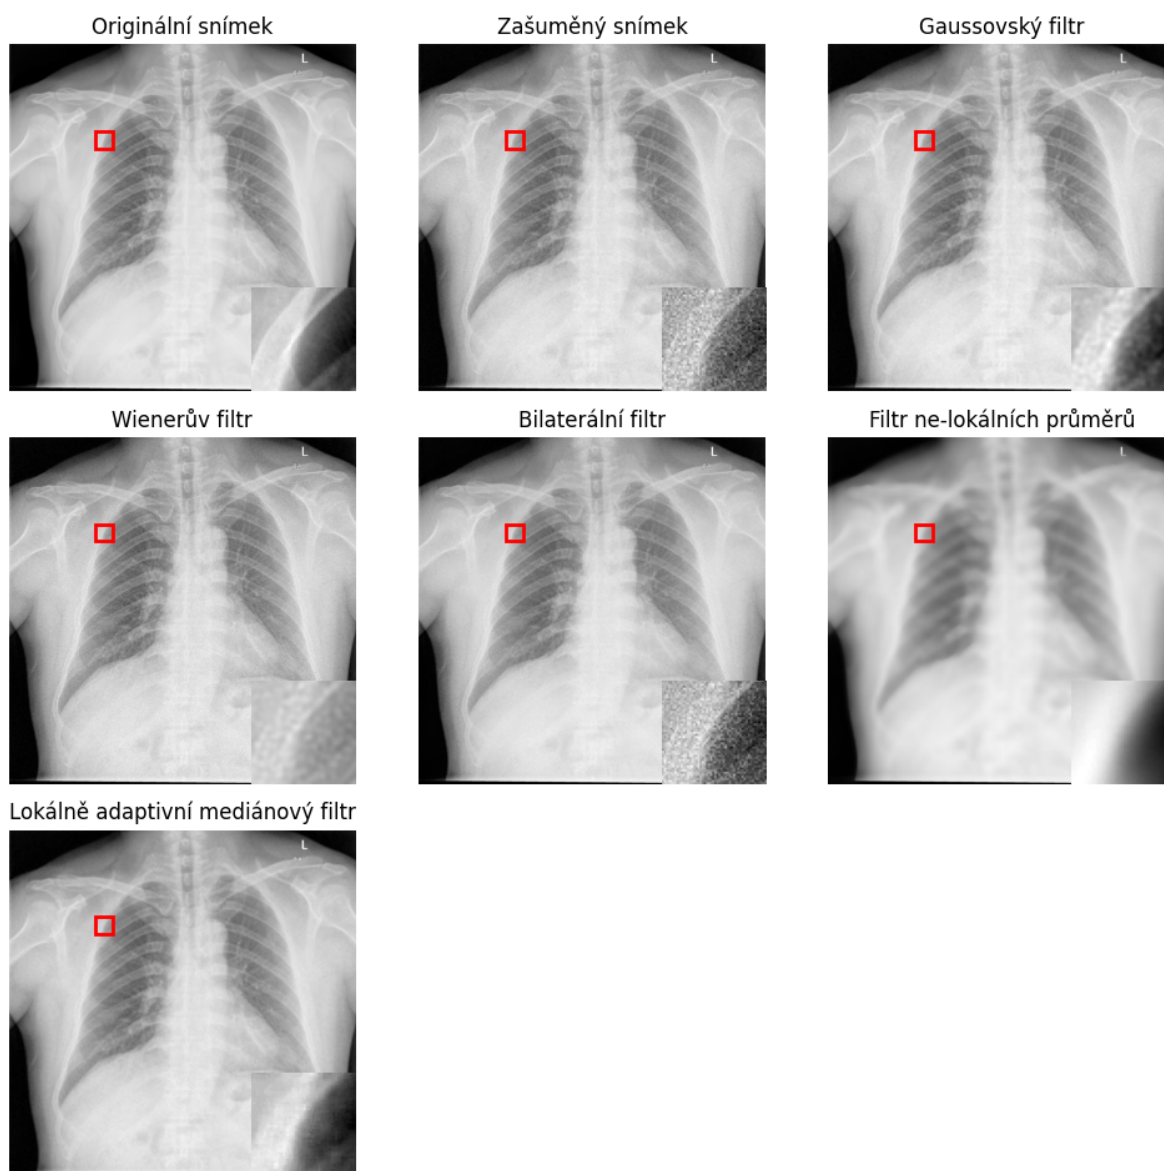 Originální snímek
Zašuměný snímek
Gaussovský filtr
L
L
L
Wienerův filtr
Bilaterální filtr
Filtr ne-lokálních průměrů
L
L
L
Lokálně adaptivní mediánový filtr
L